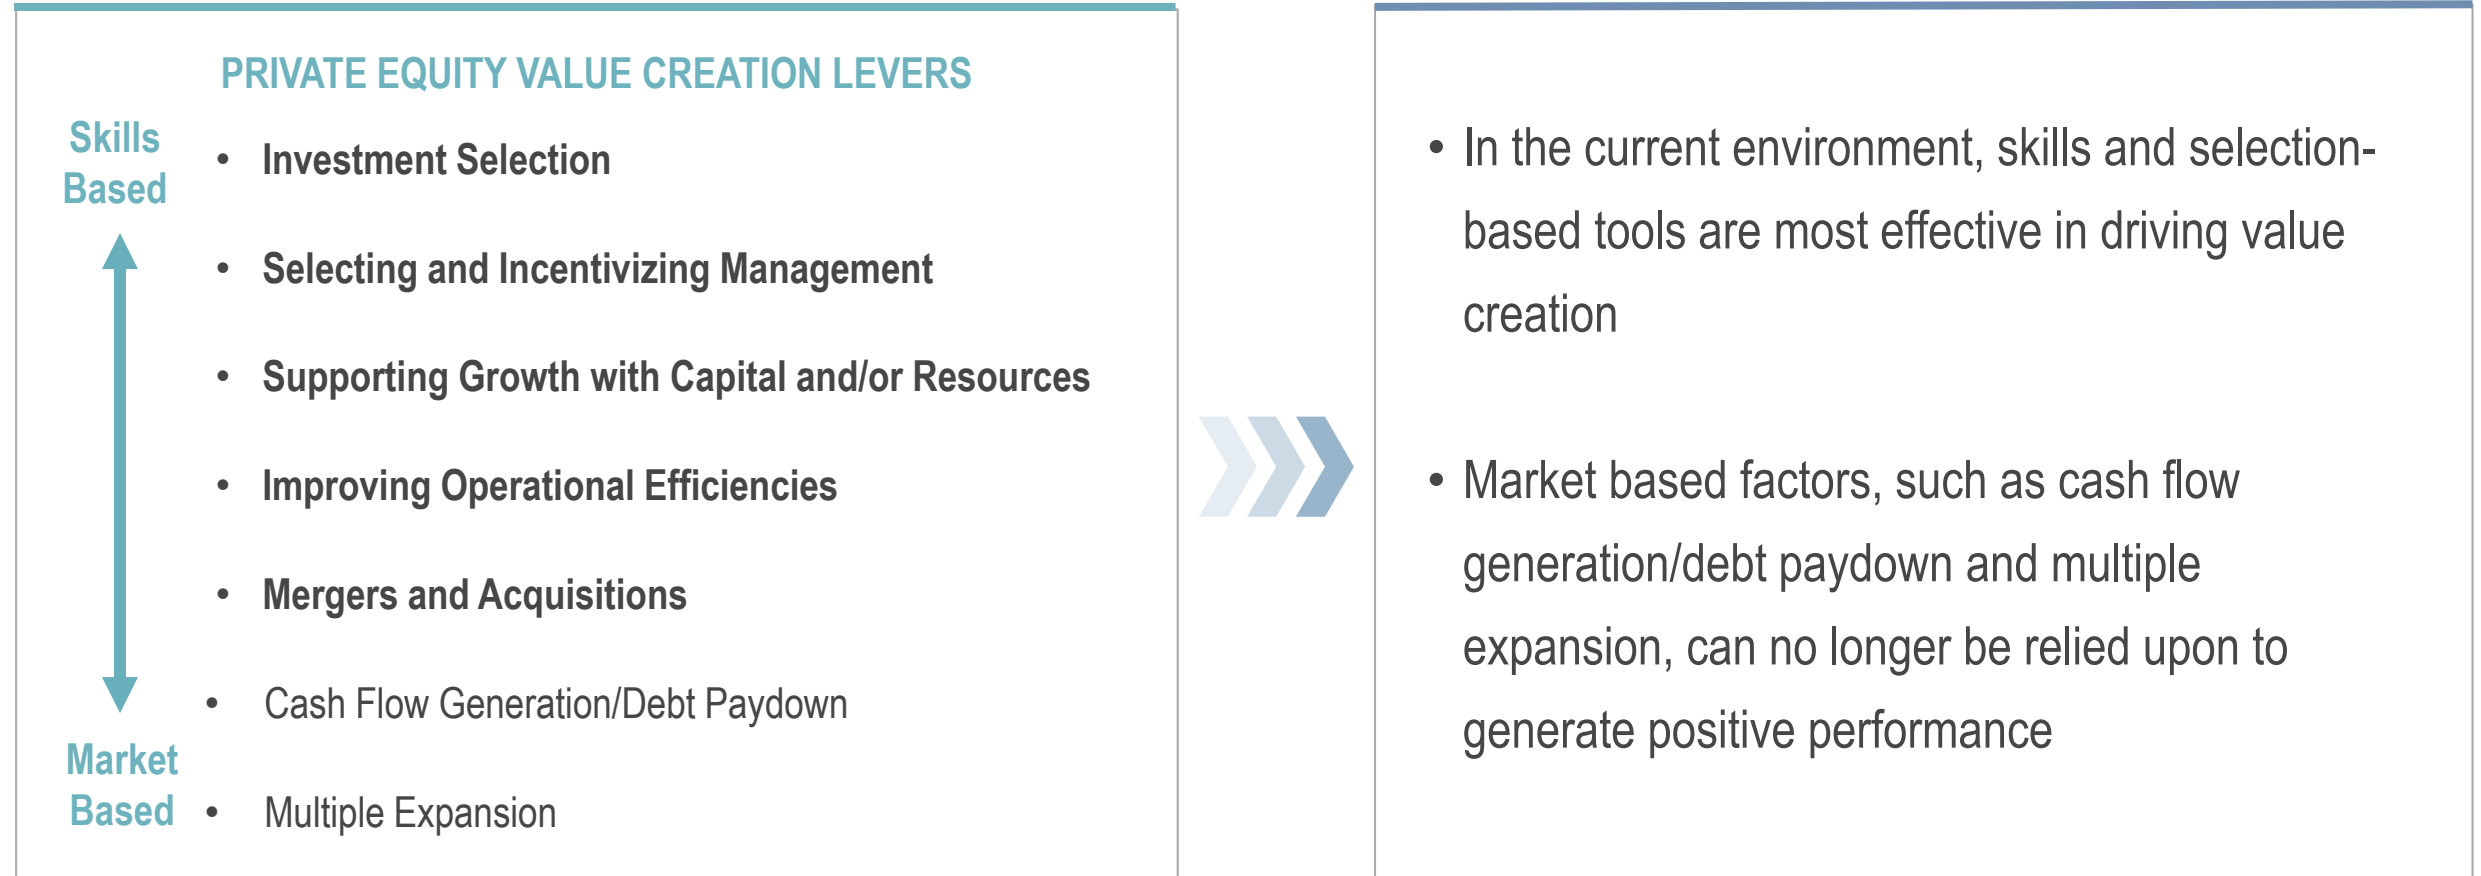 PRIVATE EQUITY VALUE CREATION LEVERS
Skills
Based
• Investment Selection
• Selecting and Incentivizing Management
• Supporting Growth with Capital and/or Resources
• Improving Operational Efficiencies
• Mergers and Acquisitions
• Cash Flow Generation/Debt Paydown
Market
Based
• Multiple Expansion
• In the current environment, skills and selection-
based tools are most effective in driving value
creation
• Market based factors, such as cash flow
generation/debt paydown and multiple
expansion, can no longer be relied upon to
generate positive performance